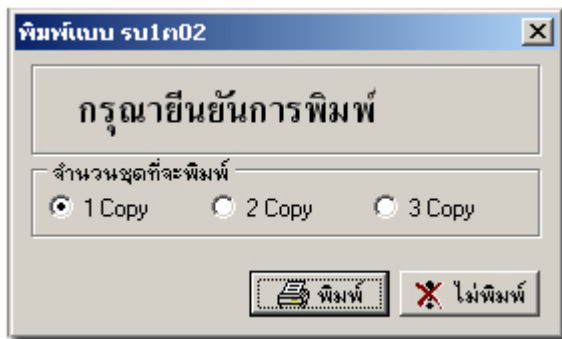 พิมพ์แบบ รบ1ต02
กรุณายืนยันการพิมพ์
จำนวนชุดที่จะพิมพ์
1 Copy 2 Copy 3 Copy
พิมพ์ ไม่พิมพ์